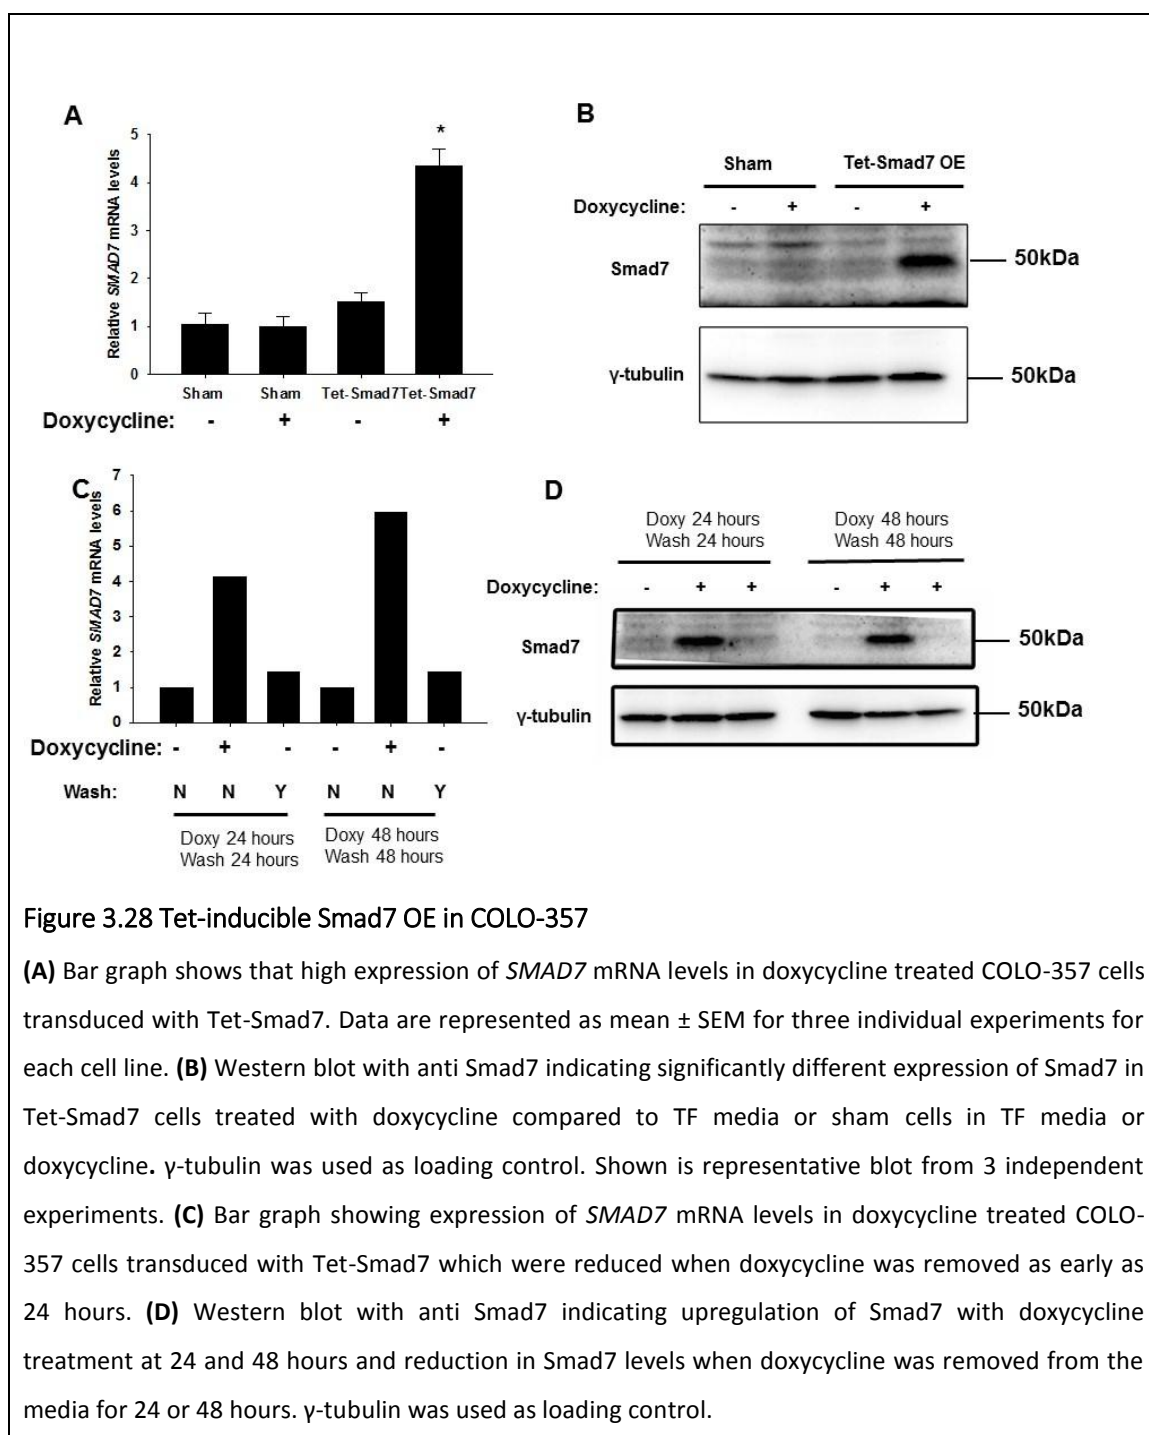 A
Relative SMAD7 mRNA levels
5
4
3
2
1
0
*
Sham Sham Tet-Smad7Tet-Smad7
Doxycycline: - + - +
B
Sham Tet-Smad7 OE
Doxycycline: - + - +
Smad7 50kDa
γ-tubulin 50kDa
C
Relative SMAD7 mRNA levels
7
6
5
4
3
2
1
0
Doxycycline: - + - - + -
Wash: N N Y N N Y
Doxy 24 hours Doxy 48 hours
Wash 24 hours Wash 48 hours
D
Doxy 24 hours Doxy 48 hours
Wash 24 hours Wash 48 hours
Doxycycline: - + + - + +
Smad7 50kDa
γ-tubulin 50kDa
Figure 3.28 Tet-inducible Smad7 OE in COLO-357
(A) Bar graph shows that high expression of SMAD7 mRNA levels in doxycycline treated COLO-357 cells
transduced with Tet-Smad7. Data are represented as mean ± SEM for three individual experiments for
each cell line. (B) Western blot with anti Smad7 indicating significantly different expression of Smad7 in
Tet-Smad7 cells treated with doxycycline compared to TF media or sham cells in TF media or
doxycycline. γ-tubulin was used as loading control. Shown is representative blot from 3 independent
experiments. (C) Bar graph showing expression of SMAD7 mRNA levels in doxycycline treated COLO-
357 cells transduced with Tet-Smad7 which were reduced when doxycycline was removed as early as
24 hours. (D) Western blot with anti Smad7 indicating upregulation of Smad7 with doxycycline
treatment at 24 and 48 hours and reduction in Smad7 levels when doxycycline was removed from the
media for 24 or 48 hours. γ-tubulin was used as loading control.